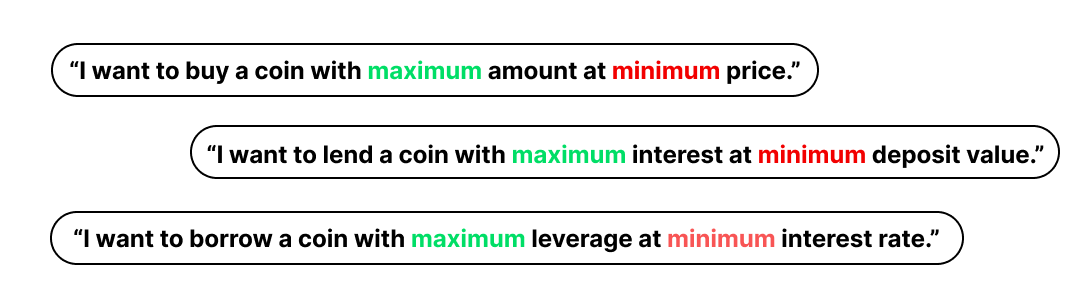 “I want to buy a coin with maximum amount at minimum price.”
“I want to lend a coin with maximum interest at minimum deposit value.”
“I want to borrow a coin with maximum leverage at minimum interest rate.”